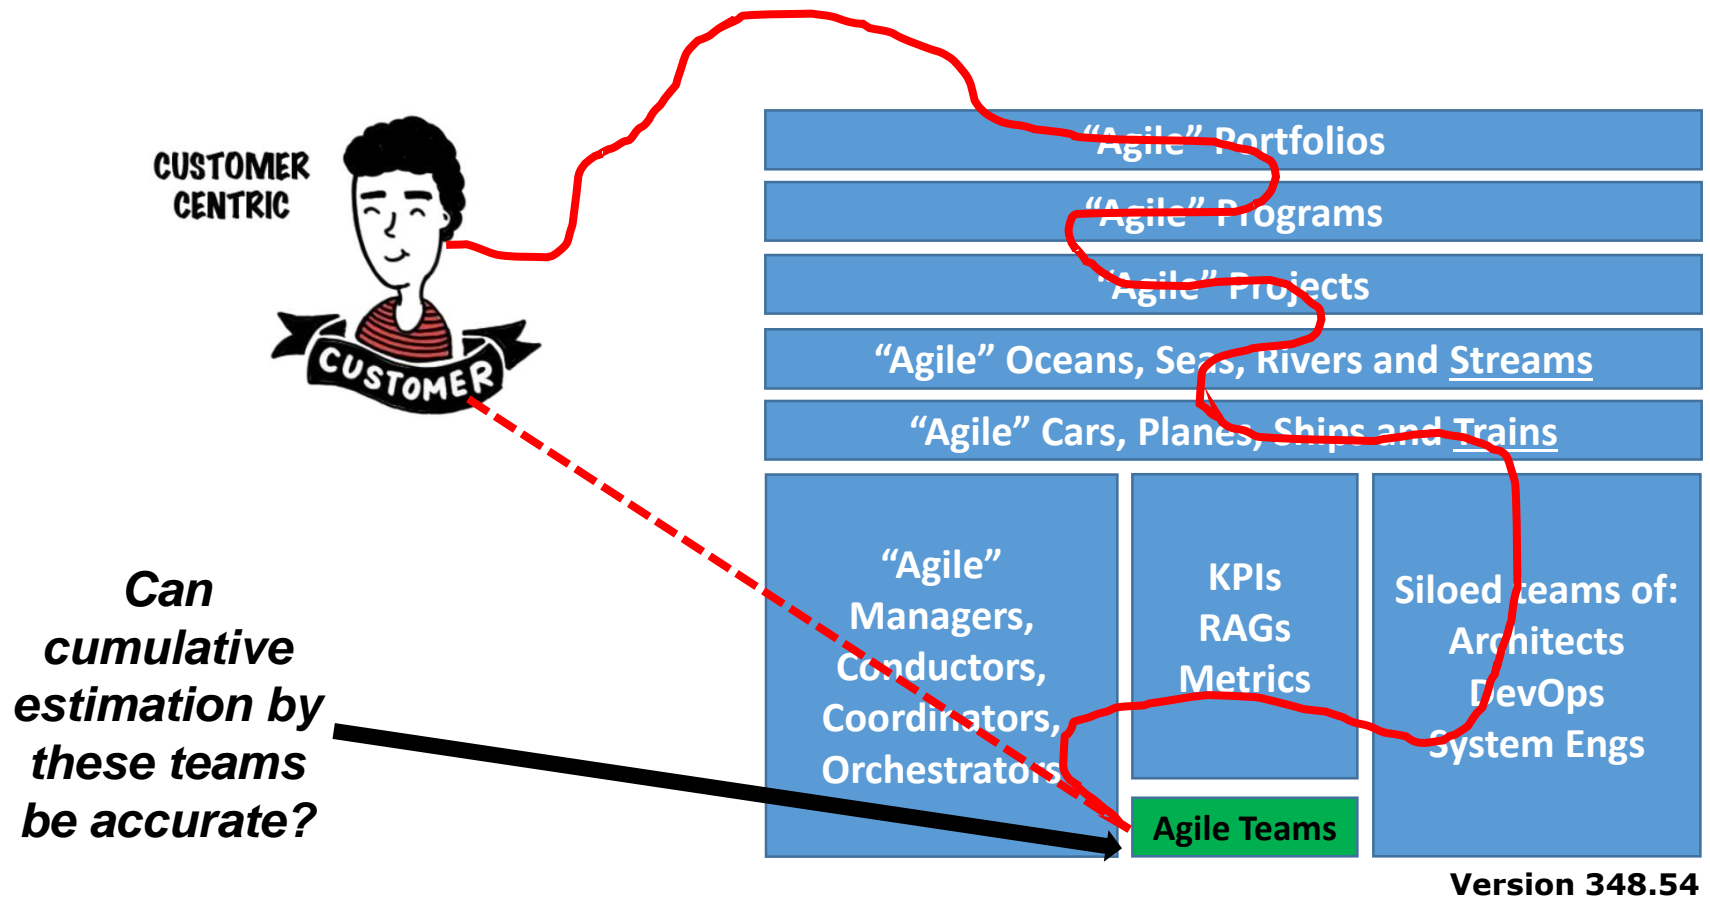 CUSTOMER
CENTRIC
CUSTOMER
Can
cumulative
estimation by
these teams
be accurate?
“Agile” Portfolios
“Agile” Programs
“Agile” Projects
“Agile” Oceans, Seas, Rivers and Streams
“Agile” Cars, Planes, Ships and Trains
“Agile”
Managers,
Conductors,
Coordinators,
Orchestrators
KPIs
RAGs
Metrics
Siloed teams of:
Architects
DevOps
System Engs
Agile Teams
Version 348.54